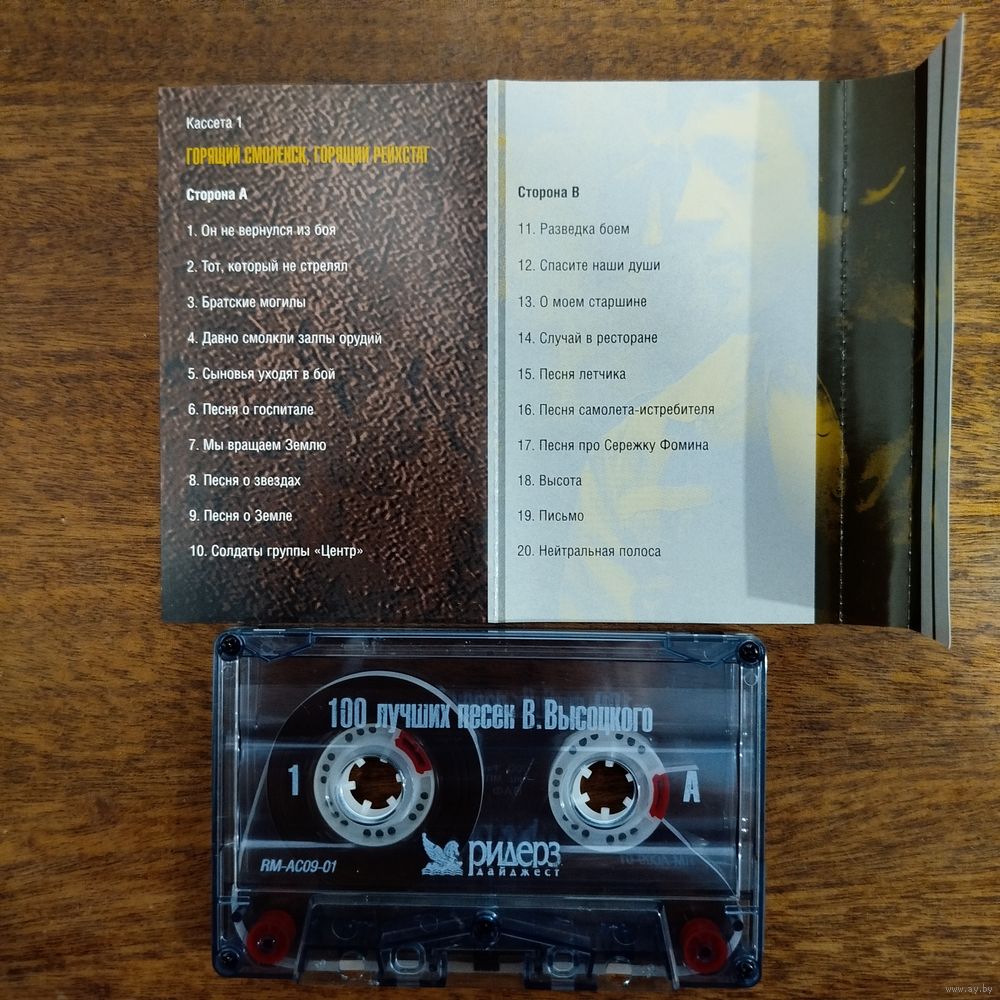 Кассета 1
ГОРЯЩИЙ СМОЛЕНСК, ГОРЯЩИЙ РЕЙХСТАГ
Сторона А
1. Он не вернулся из боя
2. Тот, который не стрелял
3. Братские могилы
4. Давно смолкли залпы орудий
5. Сыновья уходят в бой
6. Песня о госпитале
7. Мы вращаем Землю
8. Песня о звездах
9. Песня о Земле
10. Солдаты группы «Центр»
Сторона В
11. Разведка боем
12. Спасите наши души
13. О моем старшине
14. Случай в ресторане
15. Песня летчика
16. Песня самолета-истребителя
17. Песня про Сережку Фомина
18. Высота
19. Письмо
20. Нейтральная полоса
100 лучших песен В.Высоцкого
1 А
RM-AC09-01
Ридерз
Дайджест
www.ay.by